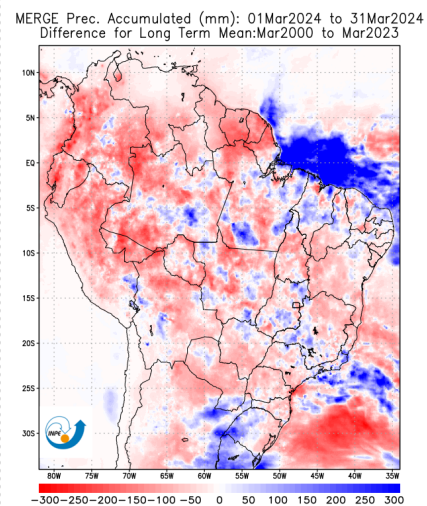 MERGE Prec. Accumulated (mm): 01Mar2024 to 31Mar2024
Difference for Long Term Mean:Mar2000 to Mar2023
10N
5N
EQ
5S
10S
15S
20S
25S
30S
INPE
80W 75W 70W 65W 60W 55W 50W 45W 40W 35W
-300 -250 -200 -150 -100 -50 0 50 100 150 200 250 300